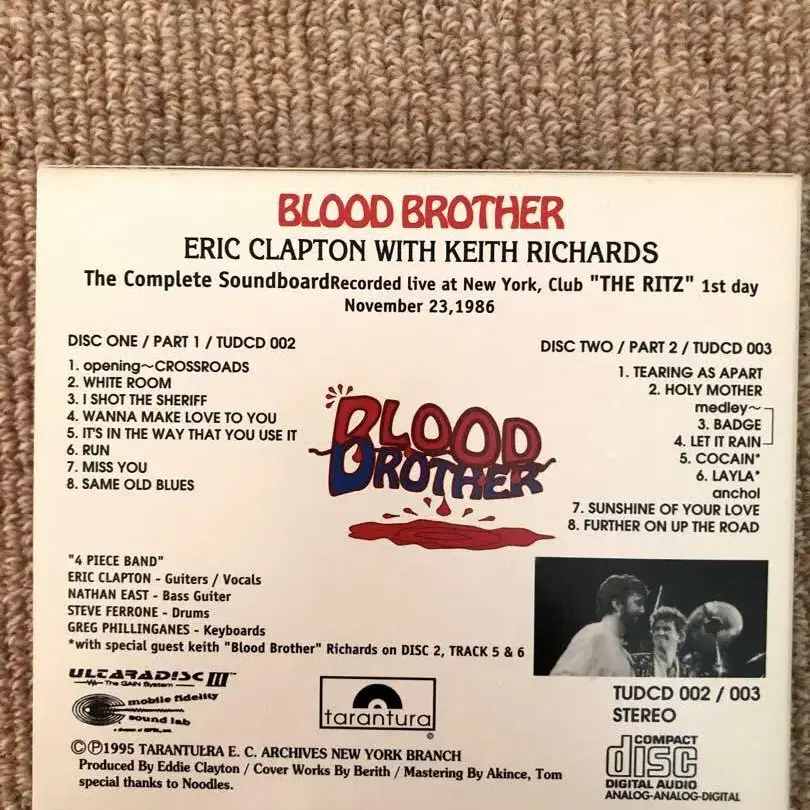 BLOOD BROTHER
ERIC CLAPTON WITH KEITH RICHARDS
The Complete SoundboardRecorded live at New York, Club "THE RITZ" 1st day
November 23,1986
DISC ONE / PART 1 / TUDCD 002
1. opening~CROSSROADS
2. WHITE ROOM
3. I SHOT THE SHERIFF
4. WANNA MAKE LOVE TO YOU
5. IT'S IN THE WAY THAT YOU USE IT
6. RUN
7. MISS YOU
8. SAME OLD BLUES
DISC TWO / PART 2 / TUDCD 003
1. TEARING AS APART
2. HOLY MOTHER
medley~
3. BADGE
4. LET IT RAIN
5. COCAIN*
6. LAYLA*
anchol
7. SUNSHINE OF YOUR LOVE
8. FURTHER ON UP THE ROAD
BLOOD
BROTHER
"4 PIECE BAND"
ERIC CLAPTON - Guiters / Vocals
NATHAN EAST - Bass Guiter
STEVE FERRONE - Drums
GREG PHILLINGANES - Keyboards
*with special guest keith "Blood Brother" Richards on DISC 2, TRACK 5 & 6
ULTARADISC III™
The GAIN System
mobile fidelity
sound lab
tarantura®
TUDCD 002 / 003
STEREO
COMPACT
disc
DIGITAL AUDIO
ANALOG-ANALOG-DIGITAL
©Ⓟ1995 TARANTUŁRA E. C. ARCHIVES NEW YORK BRANCH
Produced By Eddie Clayton / Cover Works By Berith / Mastering By Akince, Tom
special thanks to Noodles.